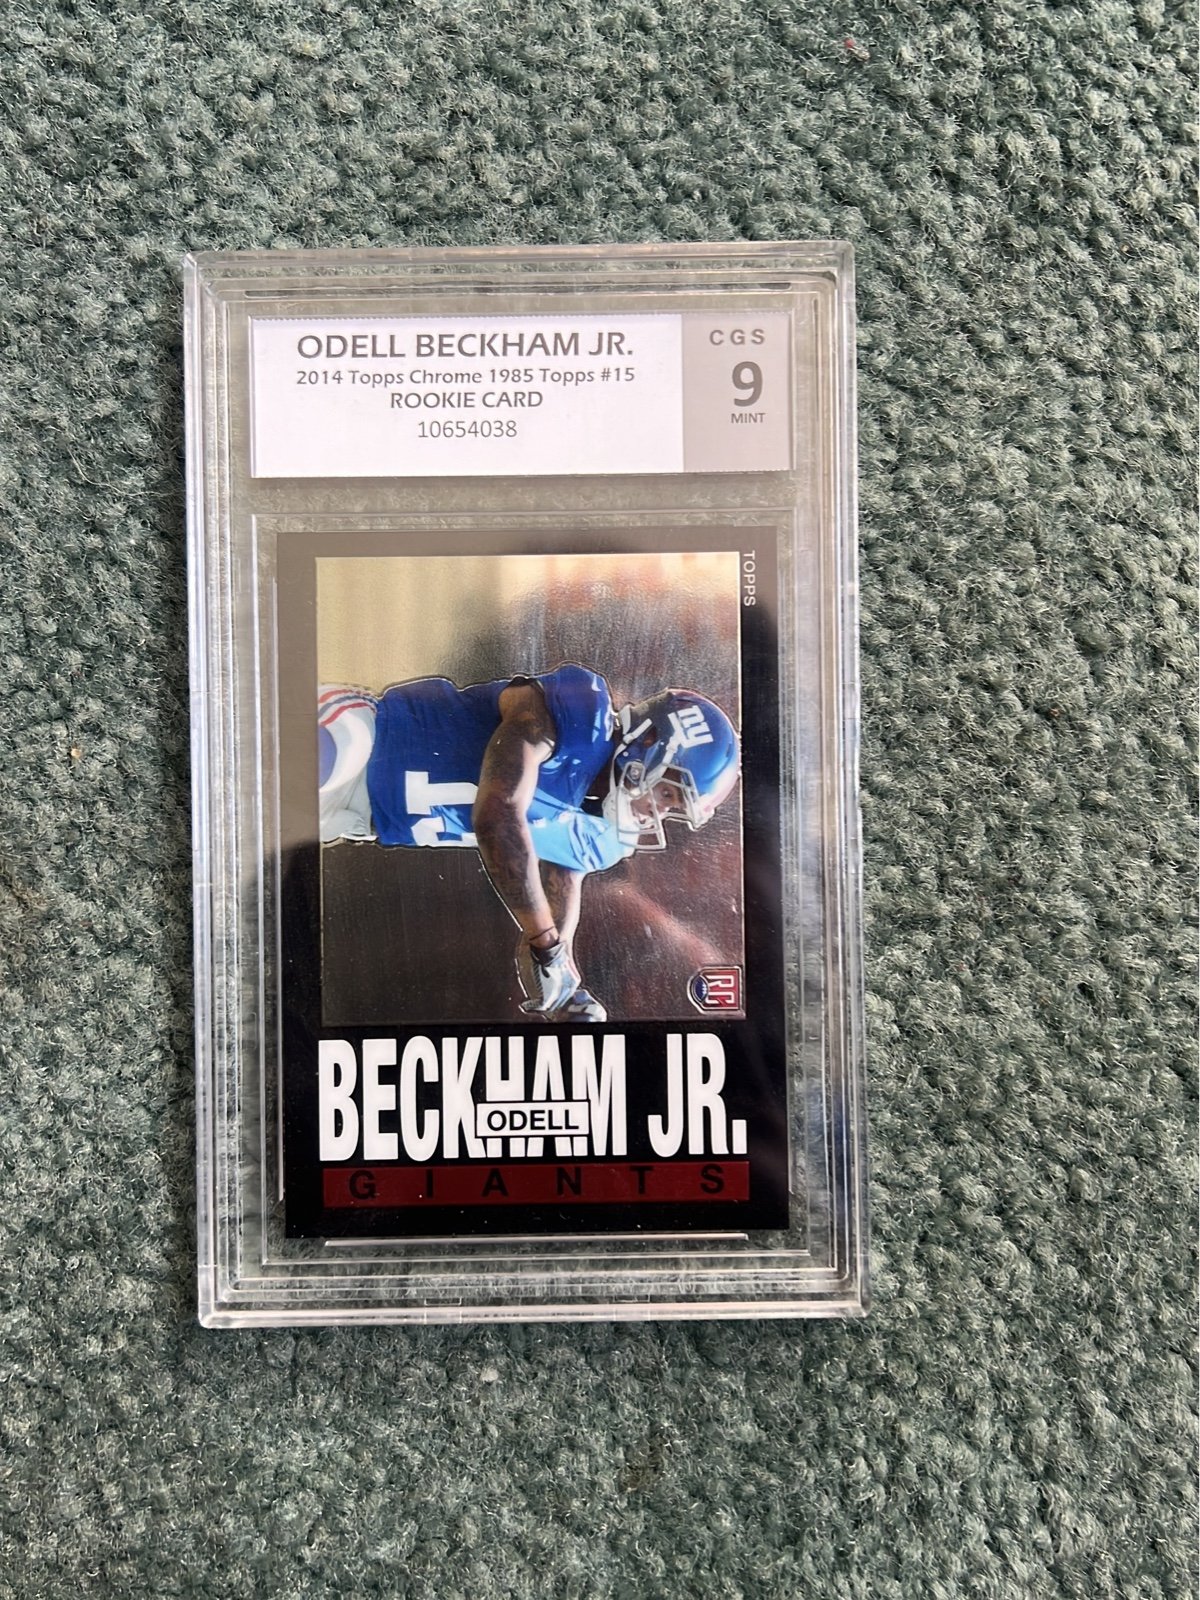 ODELL BECKHAM JR.
2014 Topps Chrome 1985 Topps #15
ROOKIE CARD
10654038
CGS
9
MINT
TOPPS
NY
RC
BECKHAM JR.
ODELL
GIANTS